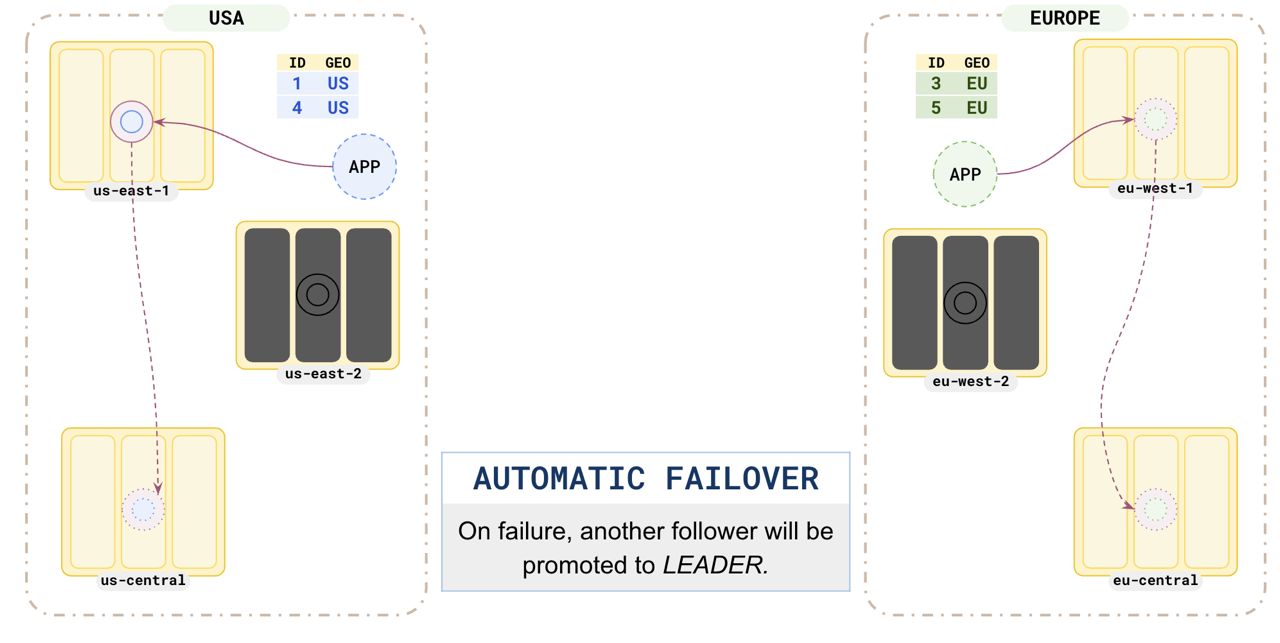 USA
ID GEO
1 US
4 US
APP
us-east-1
us-east-2
us-central
AUTOMATIC FAILOVER
On failure, another follower will be
promoted to LEADER.
EUROPE
ID GEO
3 EU
5 EU
APP
eu-west-1
eu-west-2
eu-central